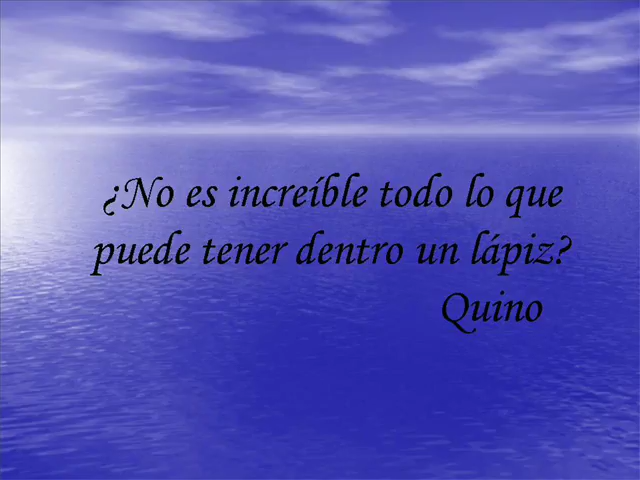 ¿No es increíble todo lo que
puede tener dentro un lápiz?
Quino